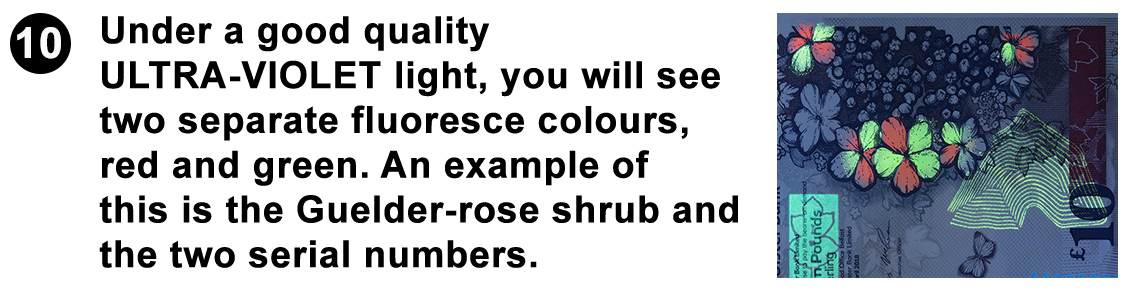 10
Under a good quality
ULTRA-VIOLET light, you will see
two separate fluoresce colours,
red and green. An example of
this is the Guelder-rose shrub and
the two serial numbers.
£10
Pounds